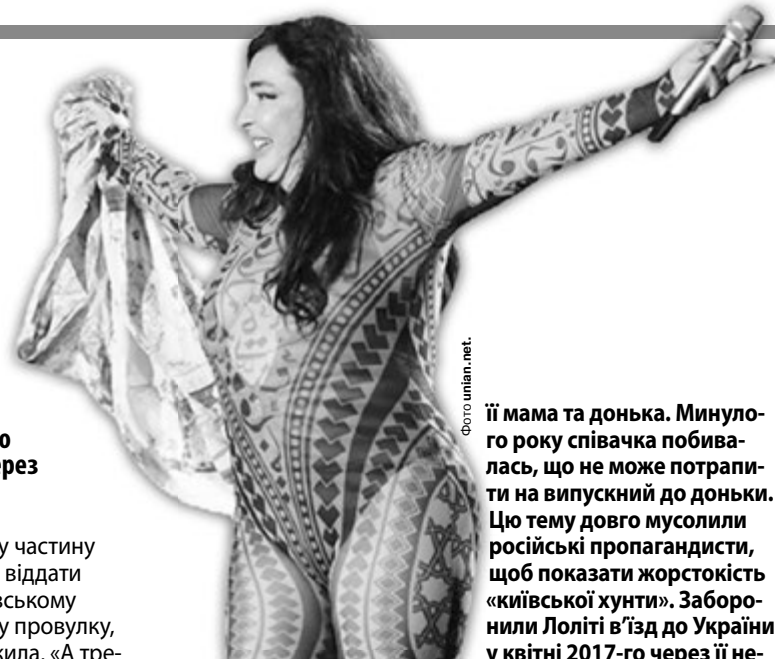 о
ерез
у частину
віддати
вському
у провулку,
кила. «А тре-
Фото unian.net.
її мама та донька. Минуло-
го року співачка побива-
лась, що не може потрапи-
ти на випускний до доньки.
Цю тему довго мусолили
російські пропагандисти,
щоб показати жорстокість
«київської хунти». Заборо-
нили Лоліті в’їзд до України
у квітні 2017-го через її не-